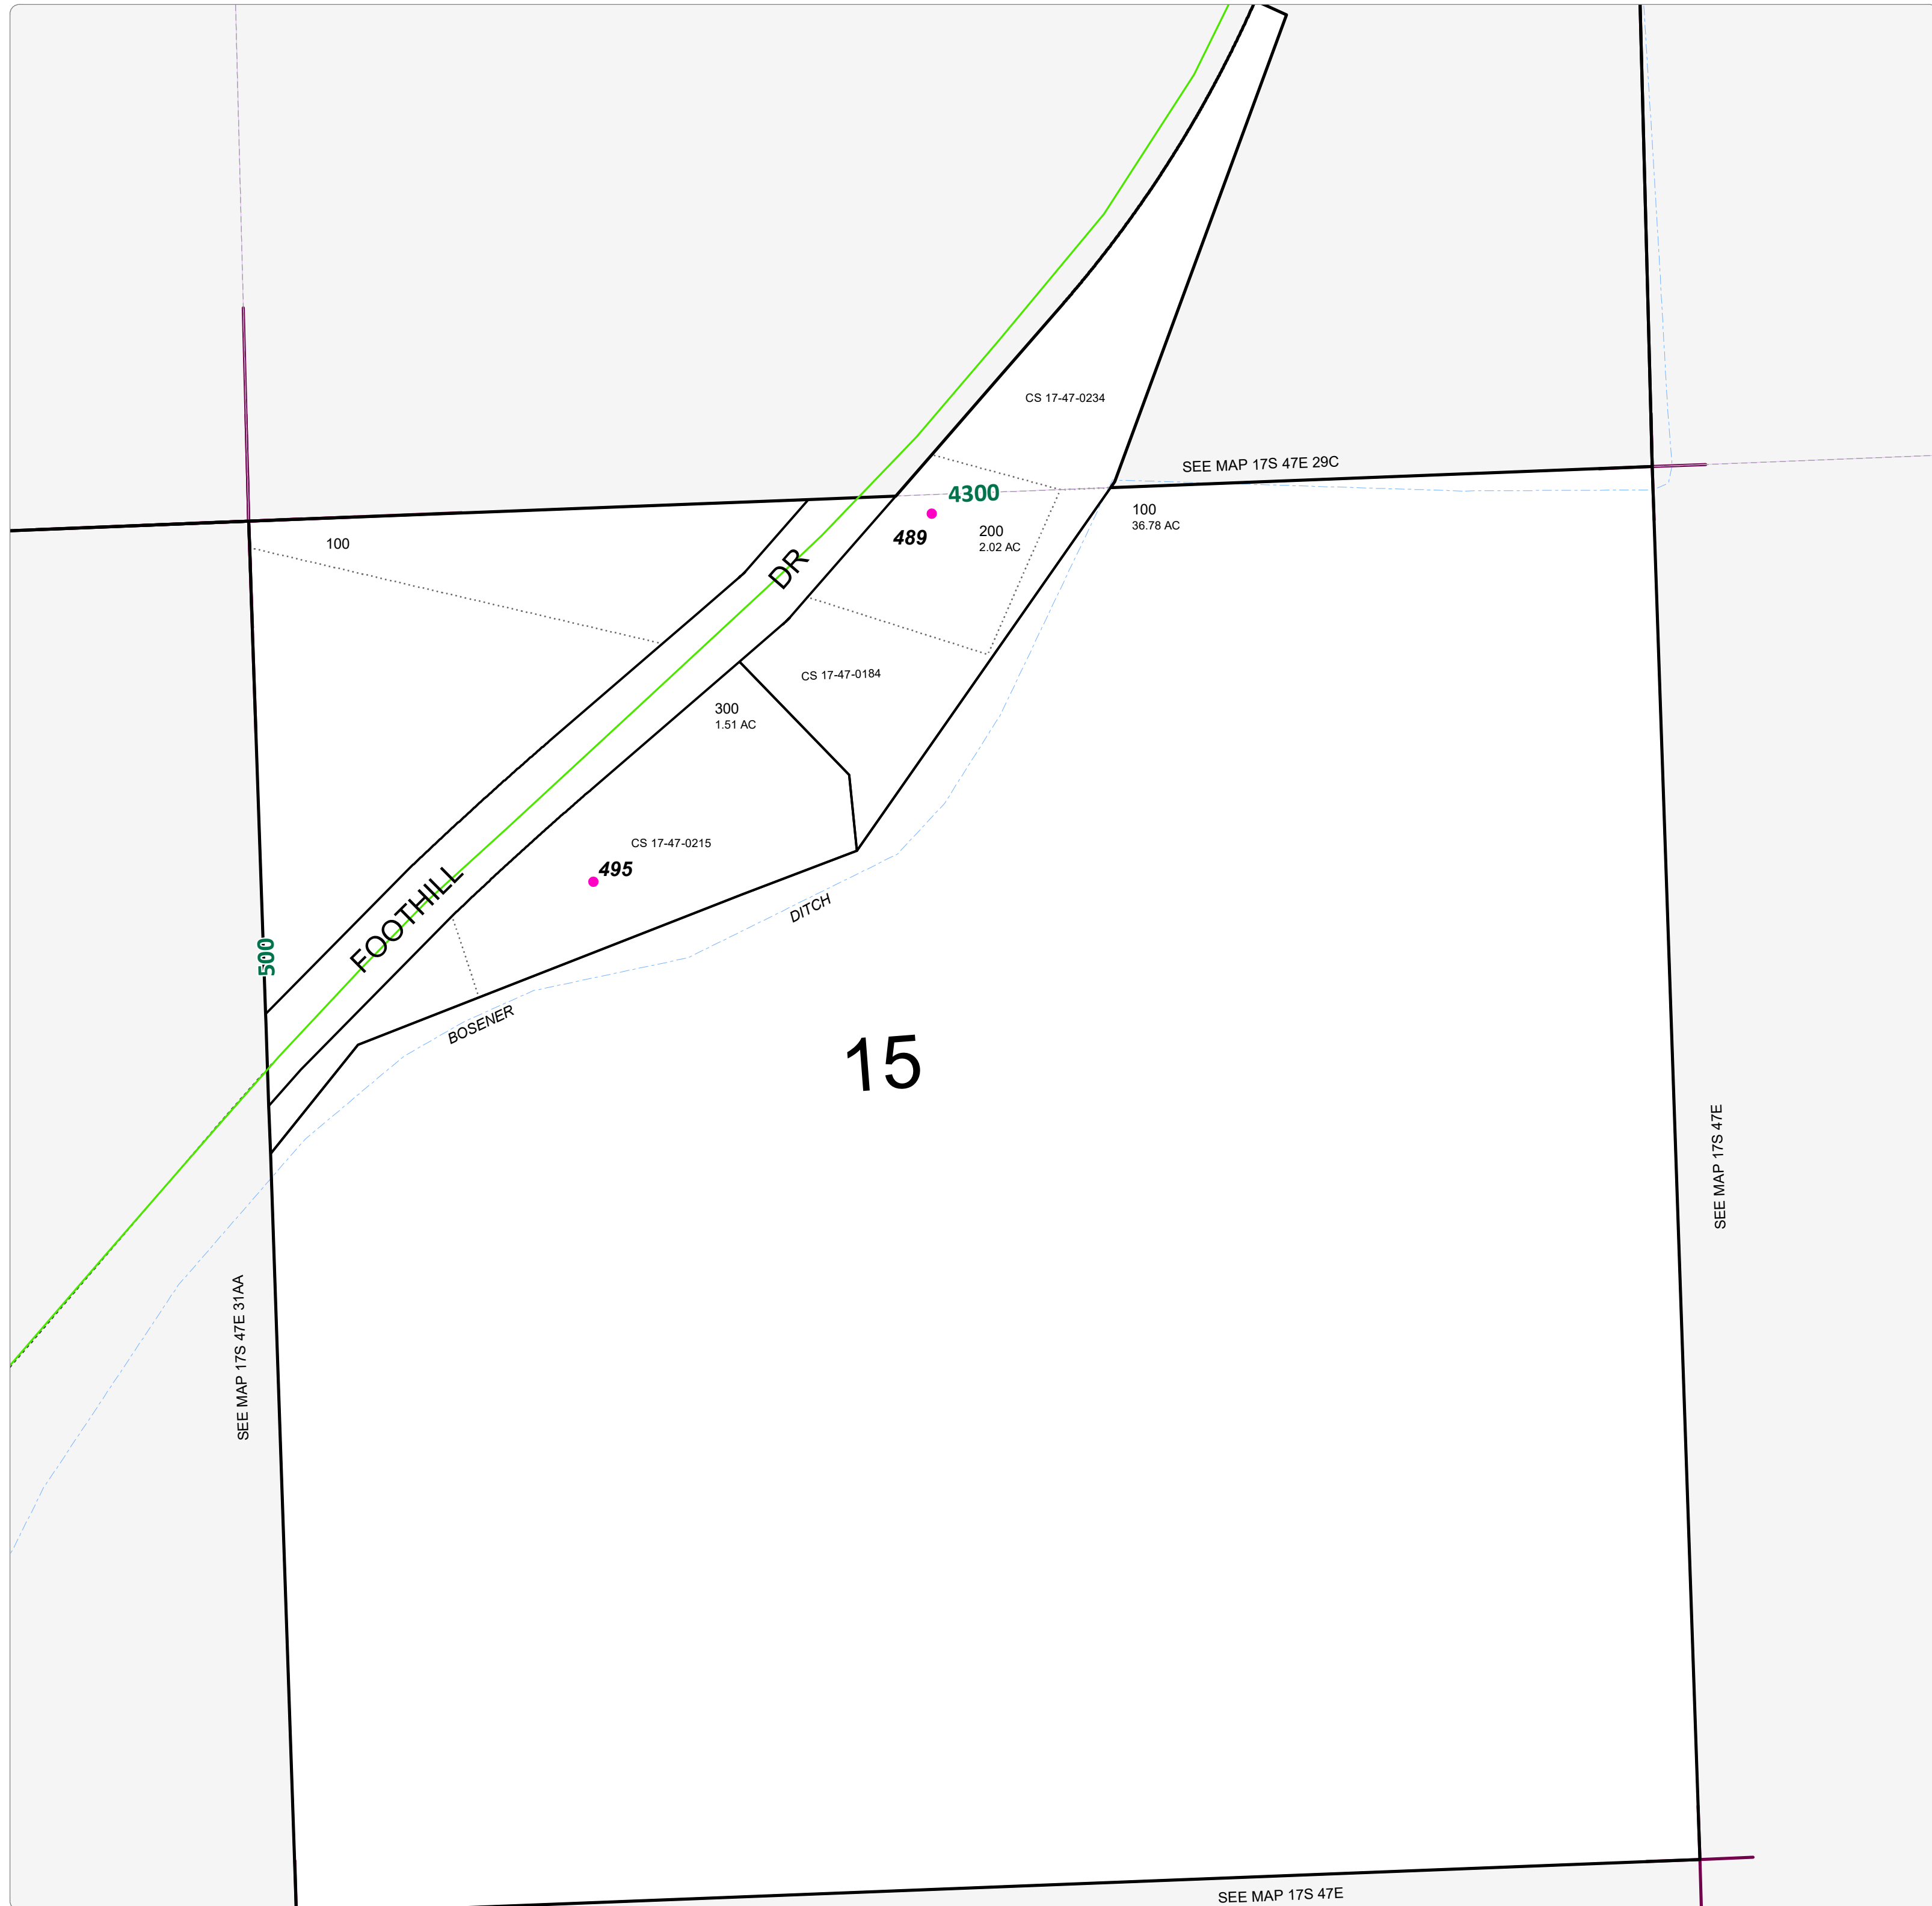 CS 17-47-0234
SEE MAP 17S 47E 29C
4300
489
200
2.02 AC
100
36.78 AC
100
DR
CS 17-47-0184
300
1.51 AC
CS 17-47-0215
495
FOOTHILL
500
DITCH
BOSENER
15
SEE MAP 17S 47E
SEE MAP 17S 47E 31AA
SEE MAP 17S 47E